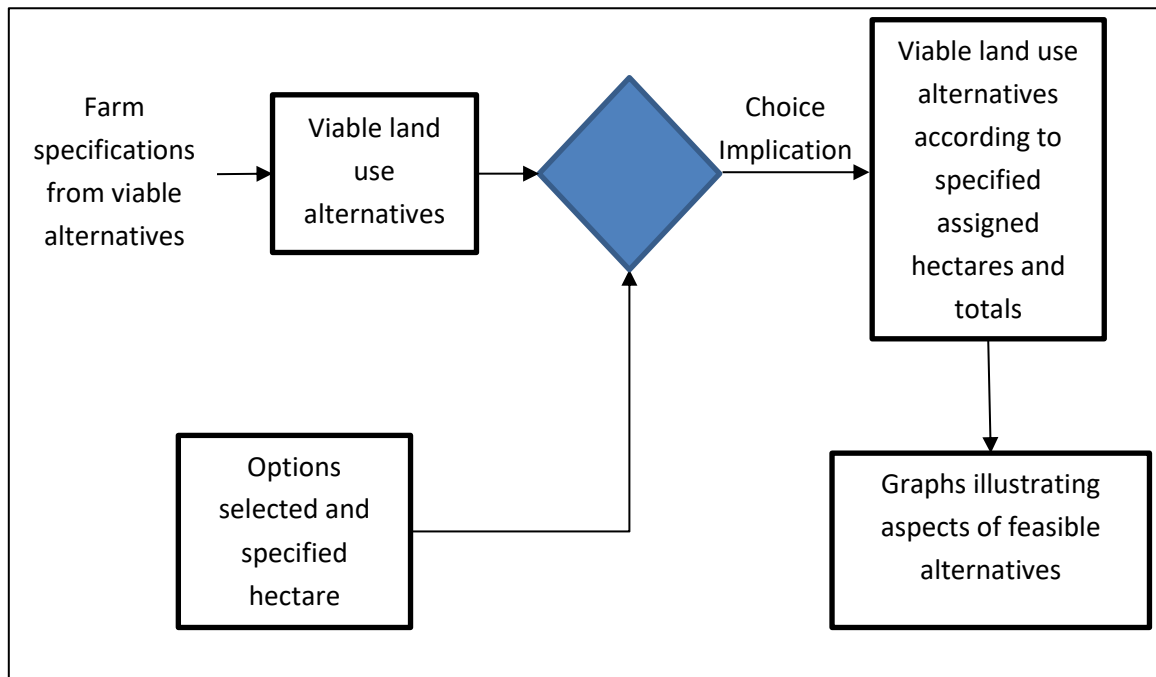 Farm
specifications
from viable
alternatives
Viable land
use
alternatives
Choice
Implication
Viable land use
alternatives
according to
specified
assigned
hectares and
totals
Options
selected and
specified
hectare
Graphs illustrating
aspects of feasible
alternatives